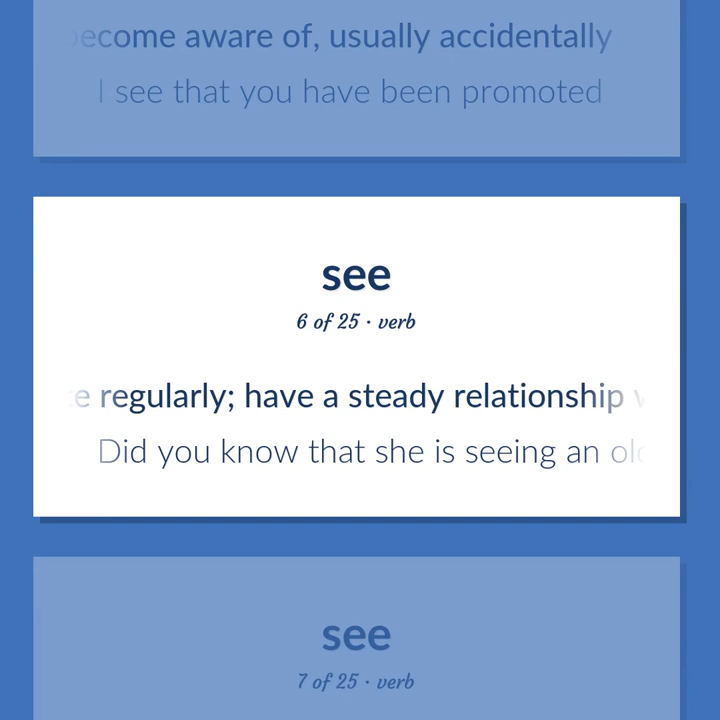 become aware of, usually accidentally
I see that you have been promoted
see
6 of 25 · verb
regularly; have a steady relationship
Did you know that she is seeing an
see
7 of 25 · verb